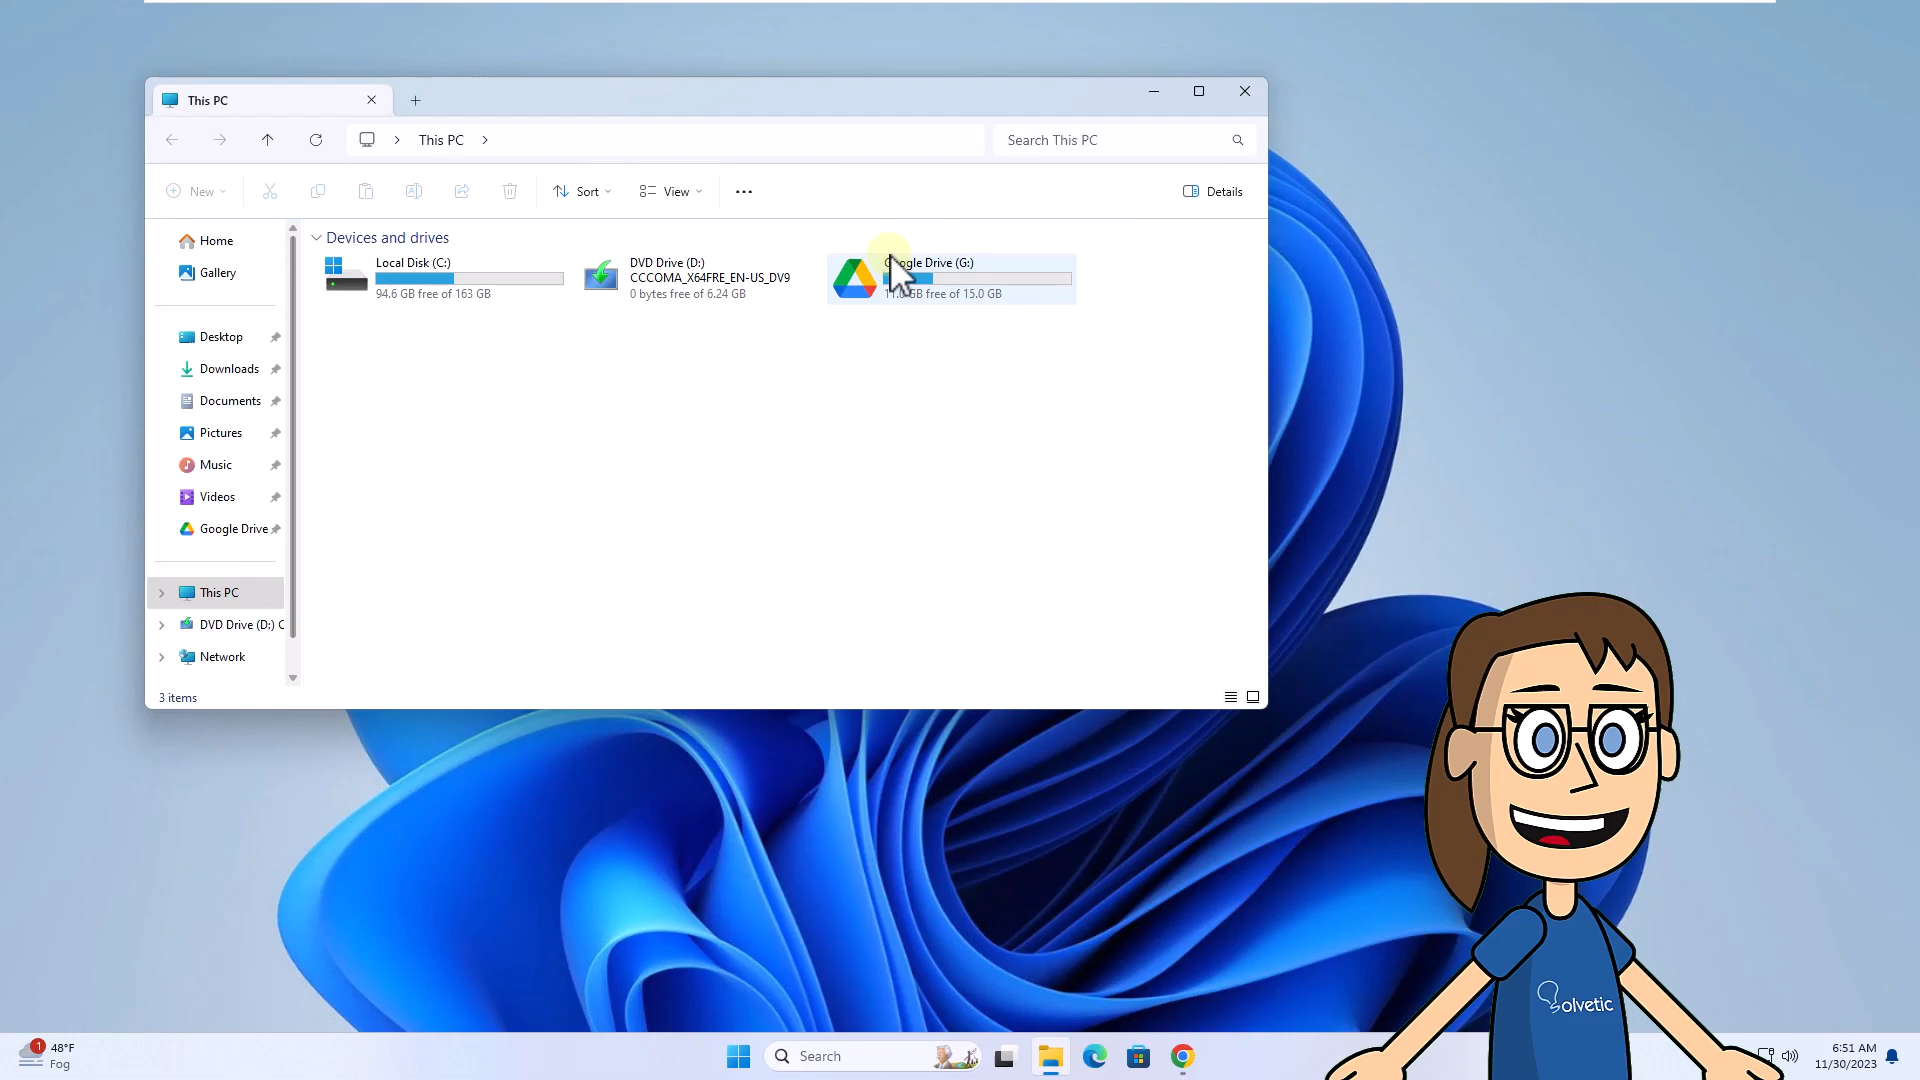 This PC
This PC
Search This PC
New
Sort
View
Details
Home
Gallery
Desktop
Downloads
Documents
Pictures
Music
Videos
Google Drive
This PC
DVD Drive (D:) C
Network
Devices and drives
Local Disk (C:)
94.6 GB free of 163 GB
DVD Drive (D:)
CCCOMA_X64FRE_EN-US_DV9
0 bytes free of 6.24 GB
Google Drive (G:)
GB free of 15.0 GB
3 items
Solvetic
1
48°F
Fog
Search
6:51 AM
11/30/2023